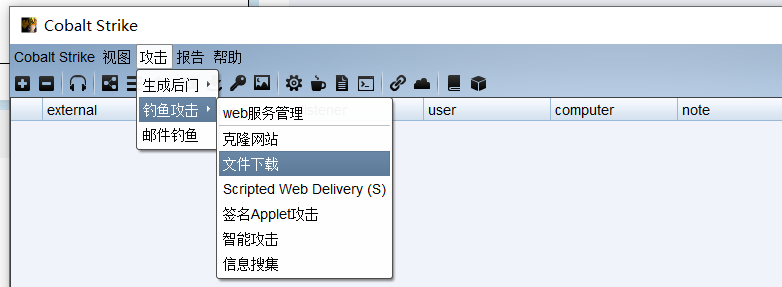 Cobalt Strike
Cobalt Strike 视图 攻击 报告 帮助
生成后门
钓鱼攻击
邮件钓鱼
web服务管理
克隆网站
文件下载
Scripted Web Delivery (S)
签名Applet攻击
智能攻击
信息搜集
external user computer note